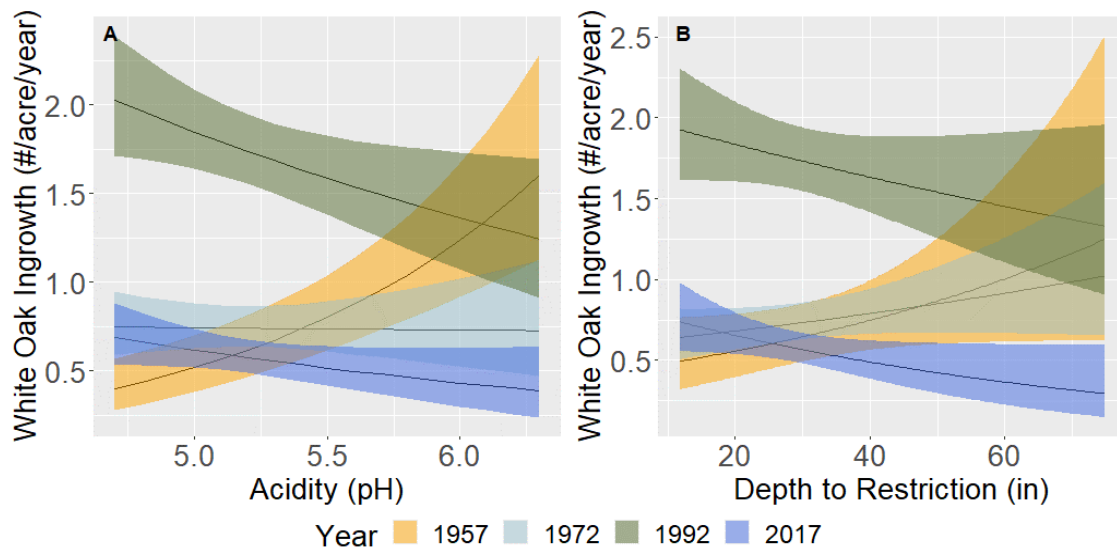 A
White Oak Ingrowth (#/acre/year)
2.0
1.5
1.0
0.5
5.0 5.5 6.0
Acidity (pH)
B
White Oak Ingrowth (#/acre/year)
2.5
2.0
1.5
1.0
0.5
20 40 60
Depth to Restriction (in)
Year 1957 1972 1992 2017